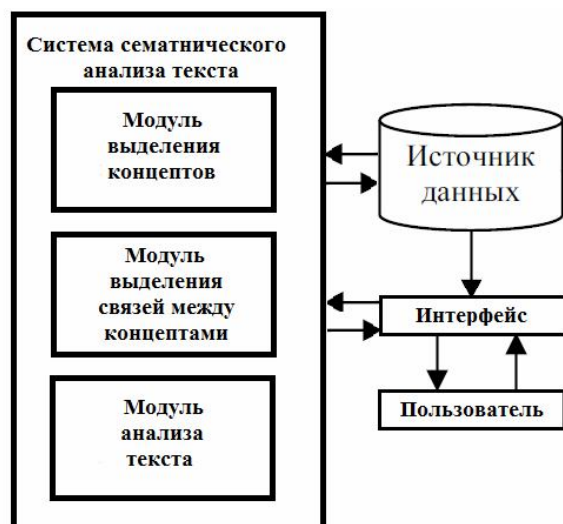 Система сематнического
анализа текста
Модуль
выделения
концептов
Модуль
выделения
связей между
концептами
Модуль
анализа
текста
Источник
данных
Интерфейс
Пользователь